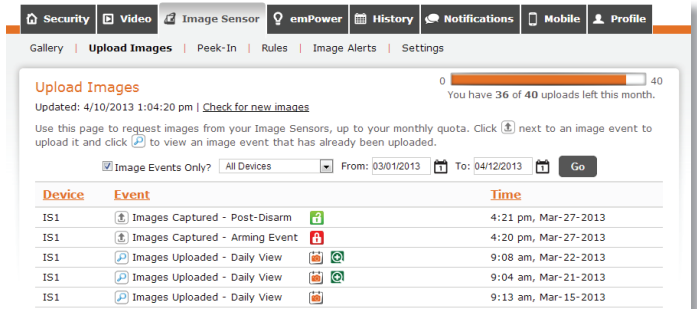 Security Video Image Sensor emPower History Notifications Mobile Profile
Gallery | Upload Images | Peek-In | Rules | Image Alerts | Settings
Upload Images
0 40
You have 36 of 40 uploads left this month.
Updated: 4/10/2013 1:04:20 pm | Check for new images
Use this page to request images from your Image Sensors, up to your monthly quota. Click next to an image event to
upload it and click to view an image event that has already been uploaded.
Image Events Only? All Devices From: 03/01/2013 To: 04/12/2013 Go
Device Event Time
IS1 Images Captured - Post-Disarm 4:21 pm, Mar-27-2013
IS1 Images Captured - Arming Event 4:20 pm, Mar-27-2013
IS1 Images Uploaded - Daily View 9:08 am, Mar-22-2013
IS1 Images Uploaded - Daily View 9:04 am, Mar-21-2013
IS1 Images Uploaded - Daily View 9:13 am, Mar-15-2013